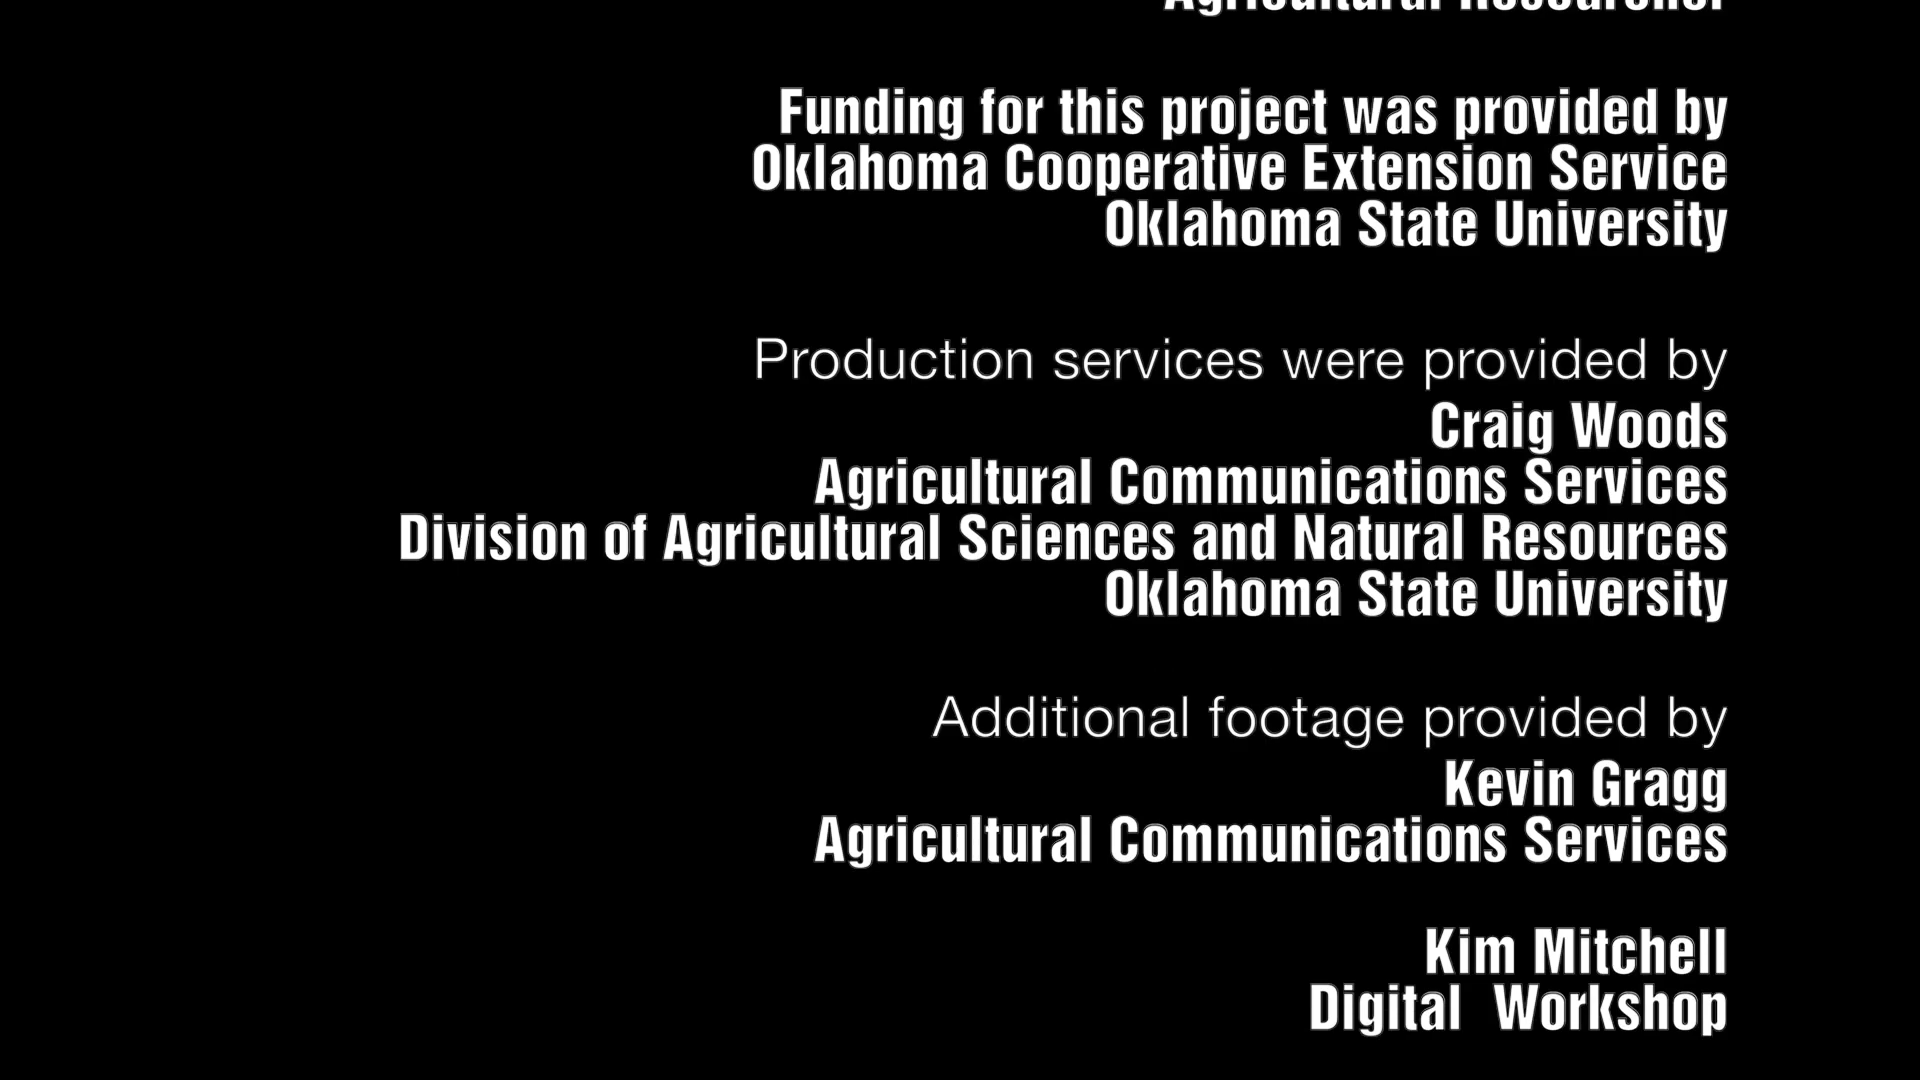 Agricultural Researcher
Funding for this project was provided by
Oklahoma Cooperative Extension Service
Oklahoma State University
Production services were provided by
Craig Woods
Agricultural Communications Services
Division of Agricultural Sciences and Natural Resources
Oklahoma State University
Additional footage provided by
Kevin Gragg
Agricultural Communications Services
Kim Mitchell
Digital  Workshop